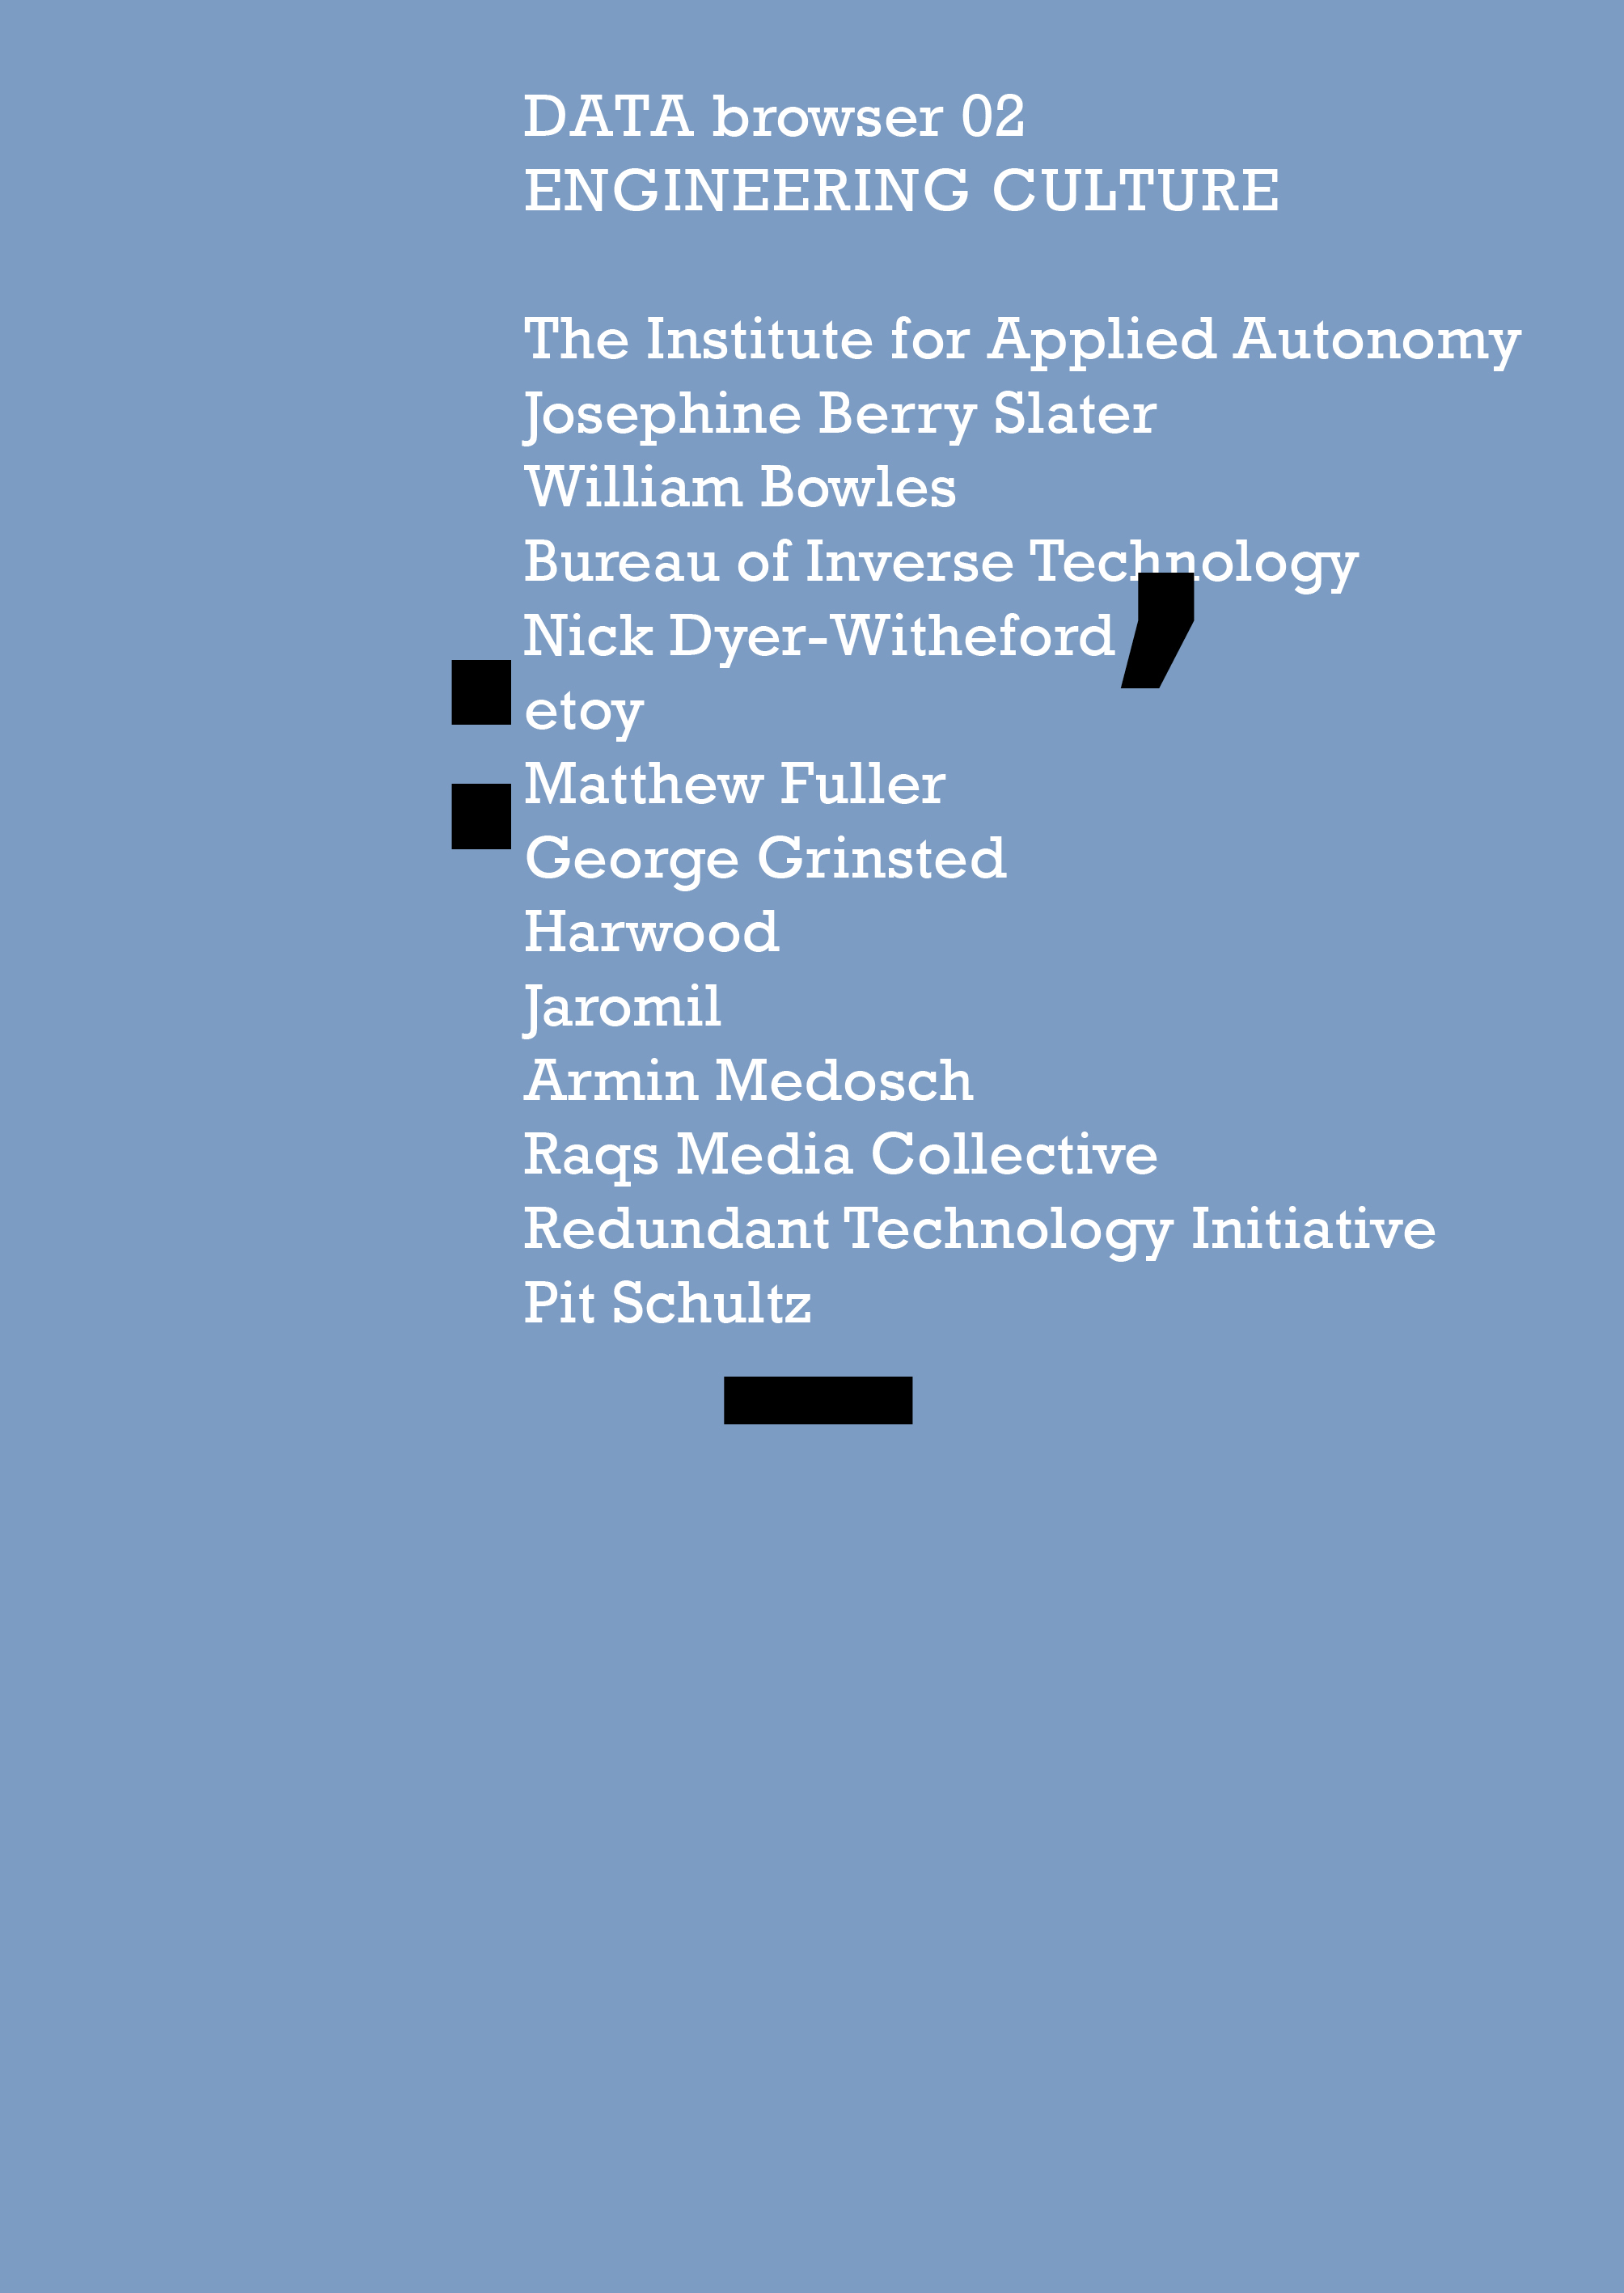 DATA browser 02
ENGINEERING CULTURE
The Institute for Applied Autonomy
Josephine Berry Slater
William Bowles
Bureau of Inverse Technology
Nick Dyer-Witheford
etoy
Matthew Fuller
George Grinsted
Harwood
Jaromil
Armin Medosch
Raqs Media Collective
Redundant Technology Initiative
Pit Schultz